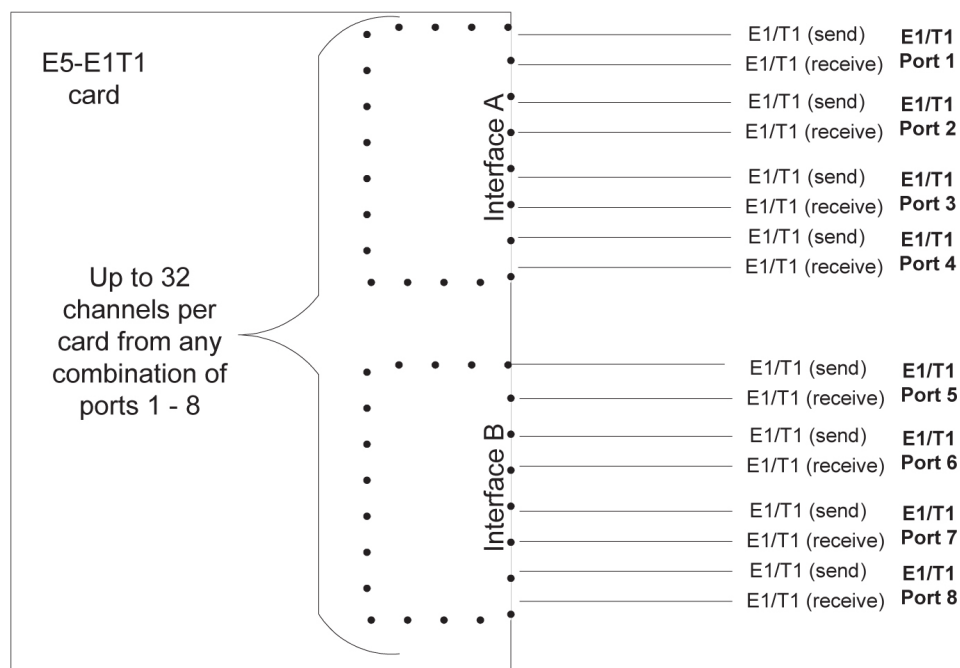 E5-E1T1
card
Up to 32
channels per
card from any
combination of
ports 1 - 8
Interface A
E1/T1 (send) E1/T1
E1/T1 (receive) Port 1
E1/T1 (send) E1/T1
E1/T1 (receive) Port 2
E1/T1 (send) E1/T1
E1/T1 (receive) Port 3
E1/T1 (send) E1/T1
E1/T1 (receive) Port 4
Interface B
E1/T1 (send) E1/T1
E1/T1 (receive) Port 5
E1/T1 (send) E1/T1
E1/T1 (receive) Port 6
E1/T1 (send) E1/T1
E1/T1 (receive) Port 7
E1/T1 (send) E1/T1
E1/T1 (receive) Port 8